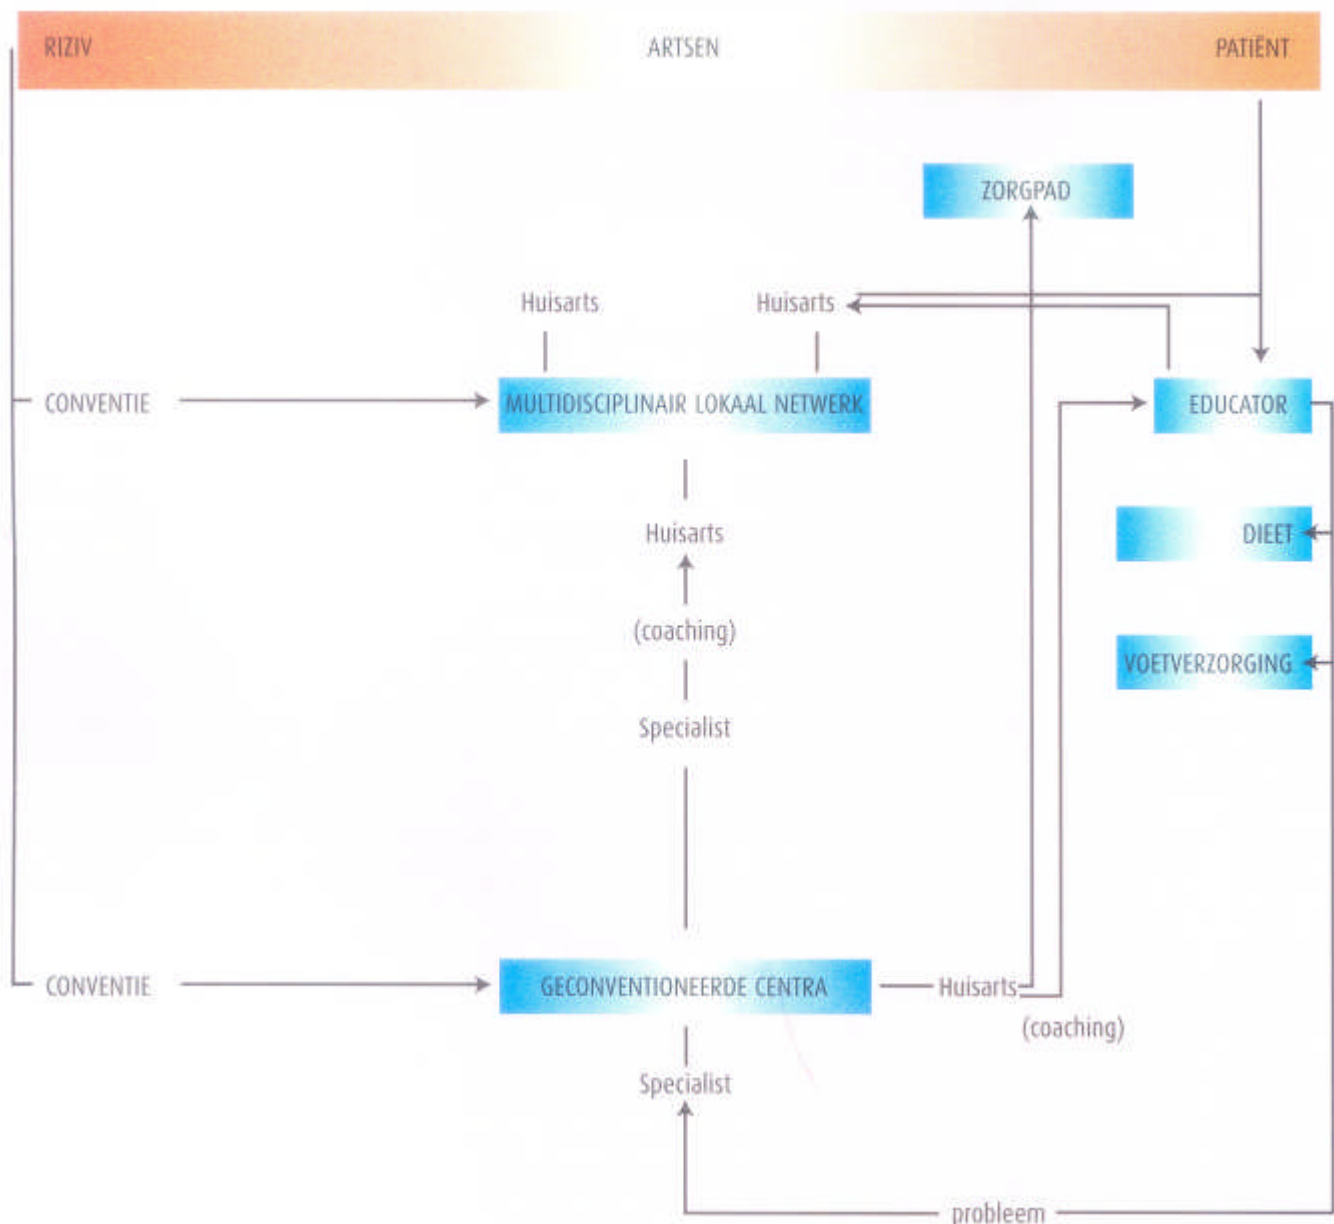 RIZIV ARTSEN PATIËNT
ZORGPAD
Huisarts Huisarts
CONVENTIE MULTIDISCIPLINAIR LOKAAL NETWERK EDUCATOR
Huisarts DIEET
(coaching)
VOETVERZORGING
Specialist
CONVENTIE GECONVENTIONEERDE CENTRA Huisarts
(coaching)
Specialist
probleem